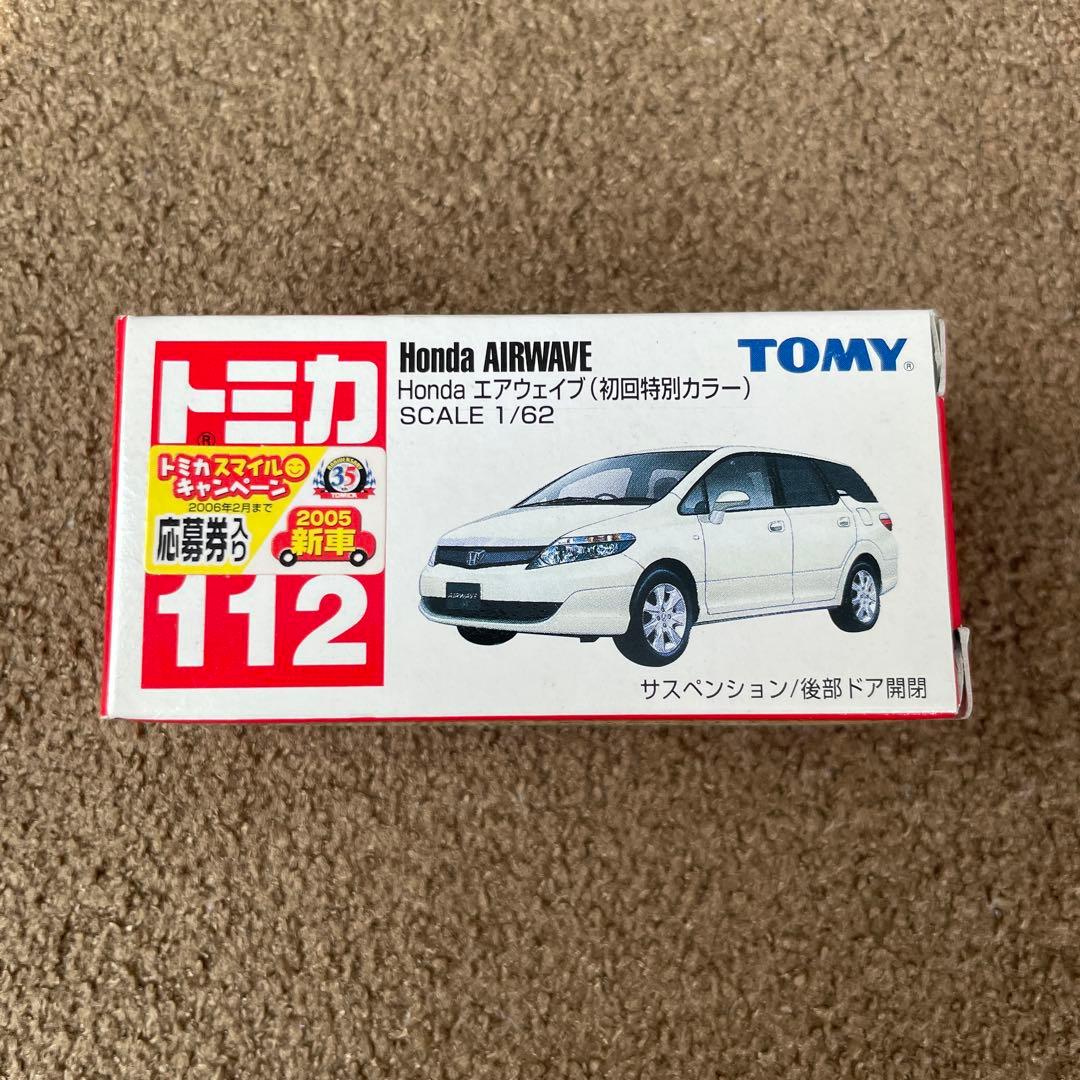 トミカ
®
トミカスマイル
キャンペーン
2006年2月まで
応募券入り
35
TOMICA
2005
新車
112
Honda AIRWAVE
Honda エアウェイブ(初回特別カラー)
SCALE 1/62
TOMY®
AIRWAVE
サスペンション/後部ドア開閉